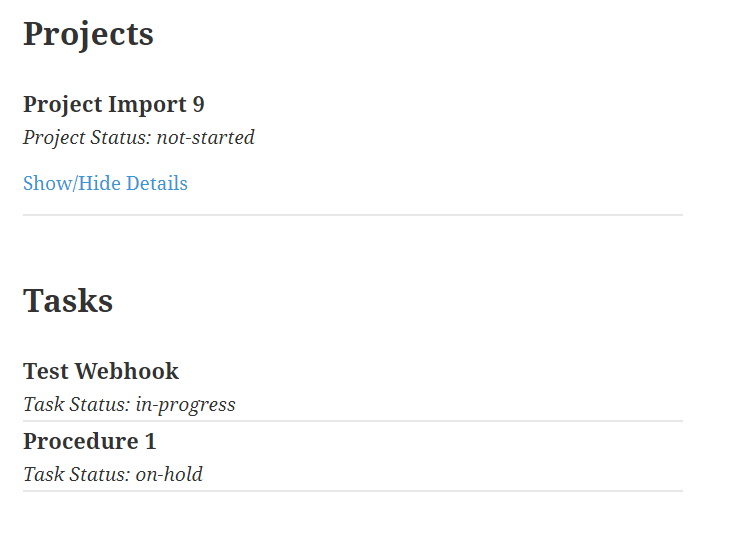 Projects
Project Import 9
Project Status: not-started
Show/Hide Details
Tasks
Test Webhook
Task Status: in-progress
Procedure 1
Task Status: on-hold